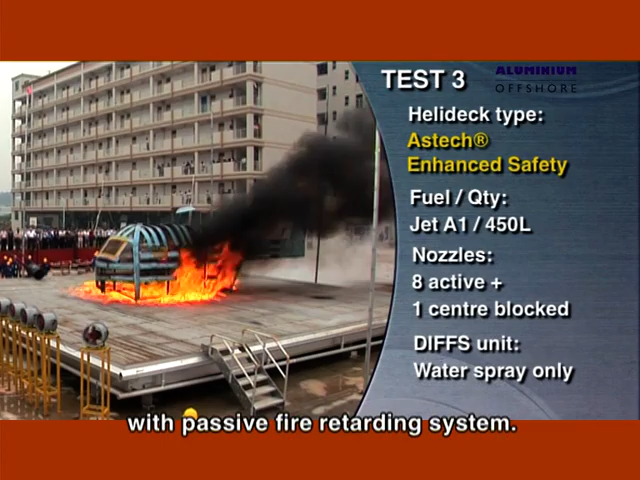 TEST 3
ALUMINIUM
OFFSHORE
Helideck type:
Astech®
Enhanced Safety
Fuel / Qty:
Jet A1 / 450L
Nozzles:
8 active +
1 centre blocked
DIFFS unit:
Water spray only
with passive fire retarding system.